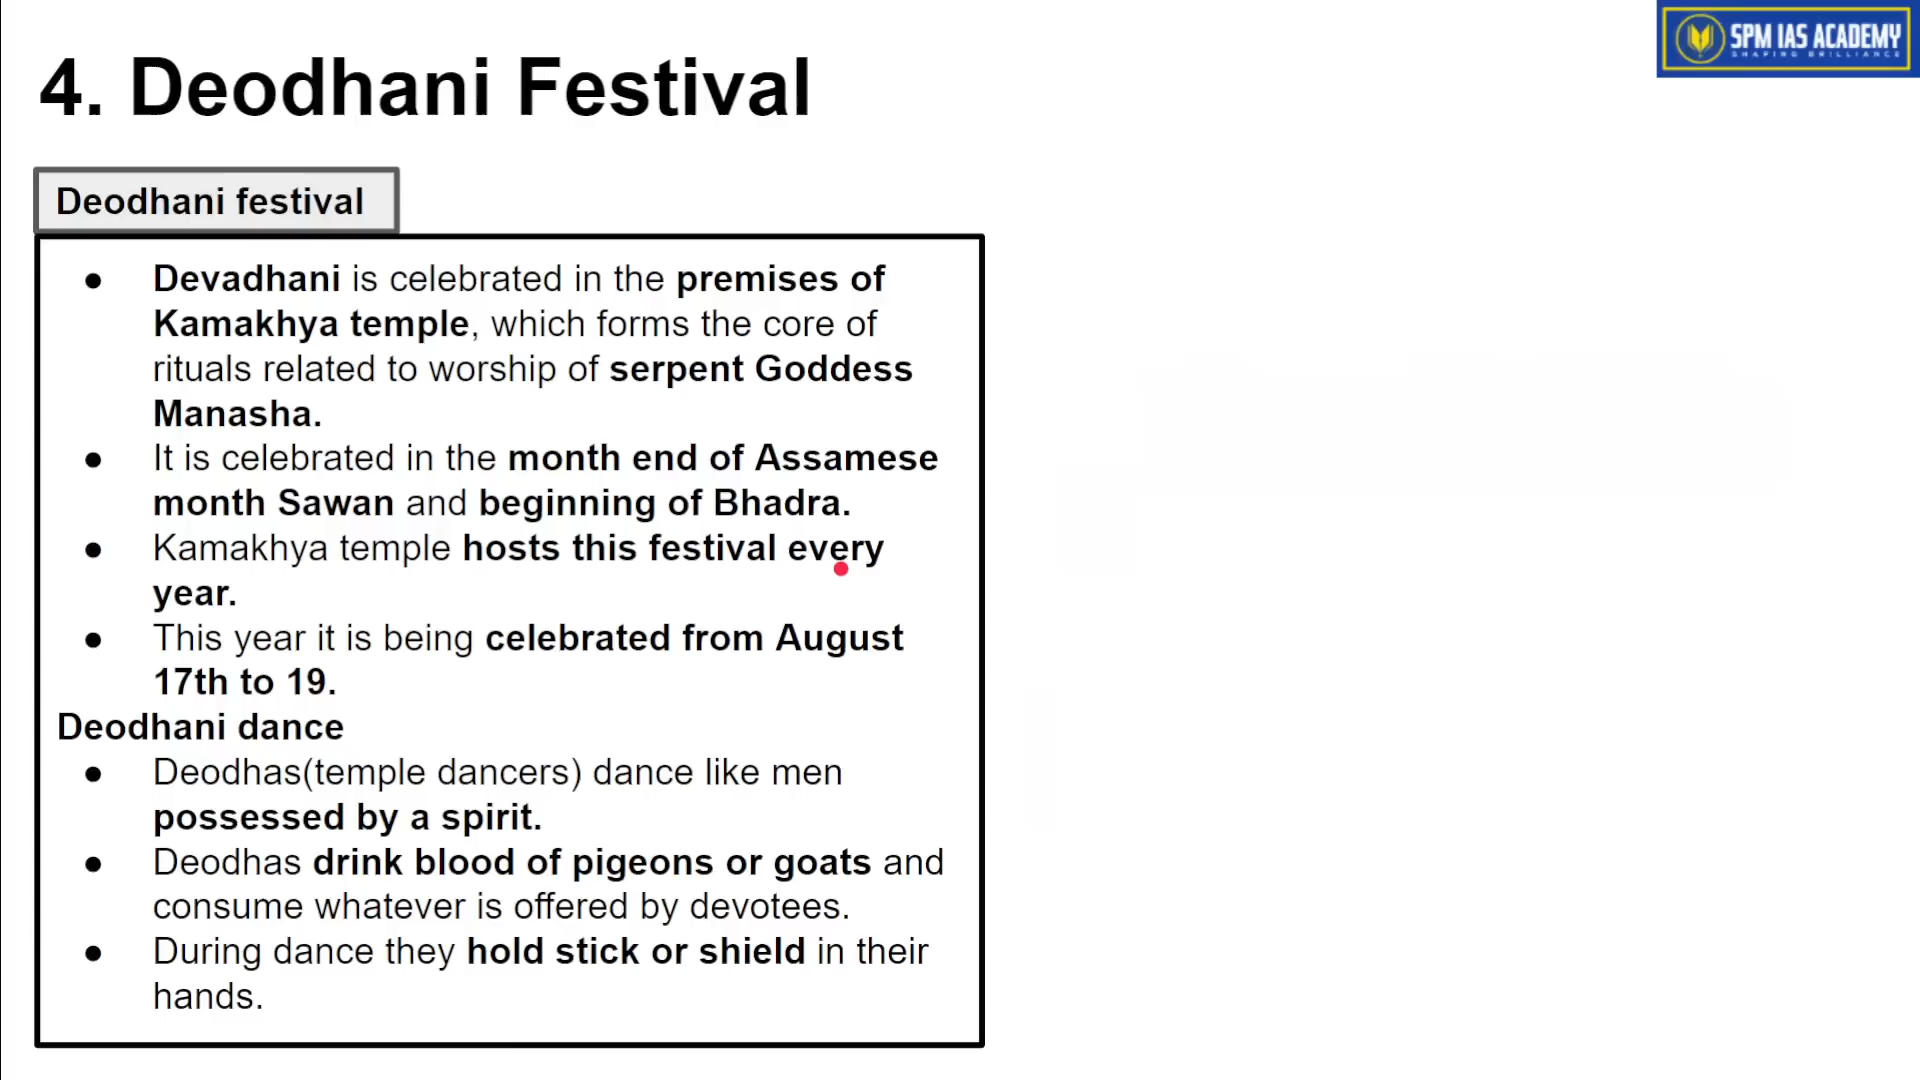 SPM IAS ACADEMY
SHAPING BRILLIANCE
4. Deodhani Festival
Deodhani festival
● Devadhani is celebrated in the premises of
Kamakhya temple, which forms the core of
rituals related to worship of serpent Goddess
Manasha.
● It is celebrated in the month end of Assamese
month Sawan and beginning of Bhadra.
● Kamakhya temple hosts this festival every
year.
● This year it is being celebrated from August
17th to 19.
Deodhani dance
● Deodhas(temple dancers) dance like men
possessed by a spirit.
● Deodhas drink blood of pigeons or goats and
consume whatever is offered by devotees.
● During dance they hold stick or shield in their
hands.